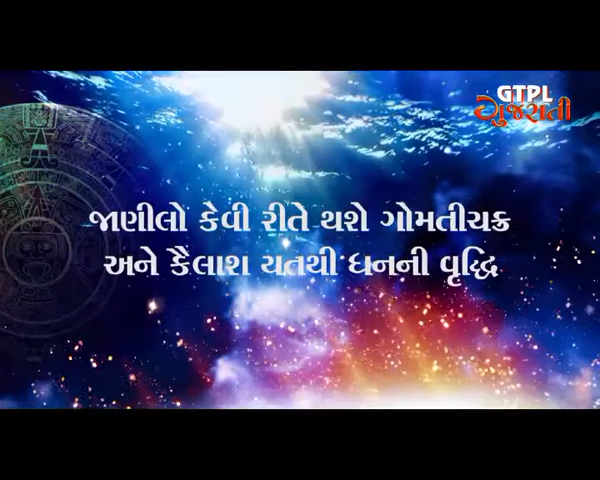 GTPL
ગુજરાતી
જાણીલો કેવી રીતે થશે ગોમતીચક્ર
અને કૈલાશ યતથી ધનની વૃદ્ધિ